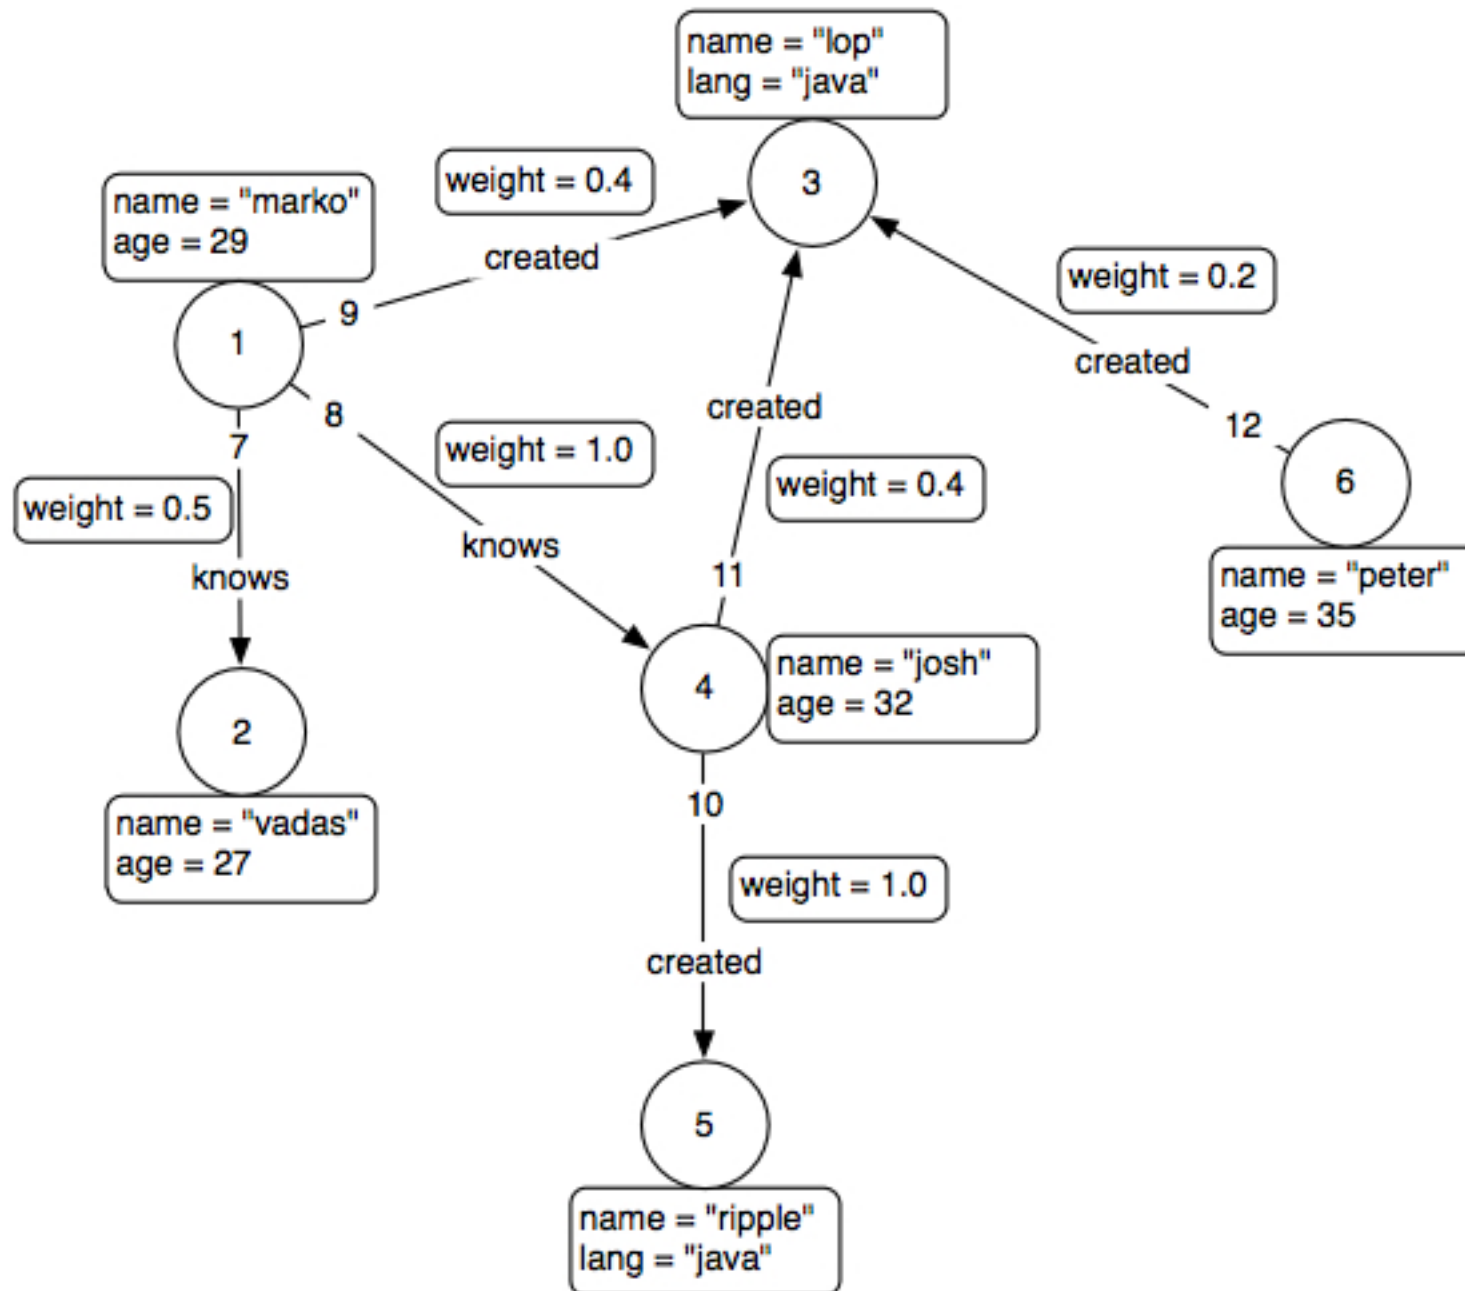 name = "lop"
lang = "java"
3
weight = 0.4
created
9
name = "marko"
age = 29
1
weight = 0.2
created
12
6
name = "peter"
age = 35
8
weight = 1.0
knows
7
weight = 0.5
knows
2
name = "vadas"
age = 27
created
weight = 0.4
11
4
name = "josh"
age = 32
10
weight = 1.0
created
5
name = "ripple"
lang = "java"